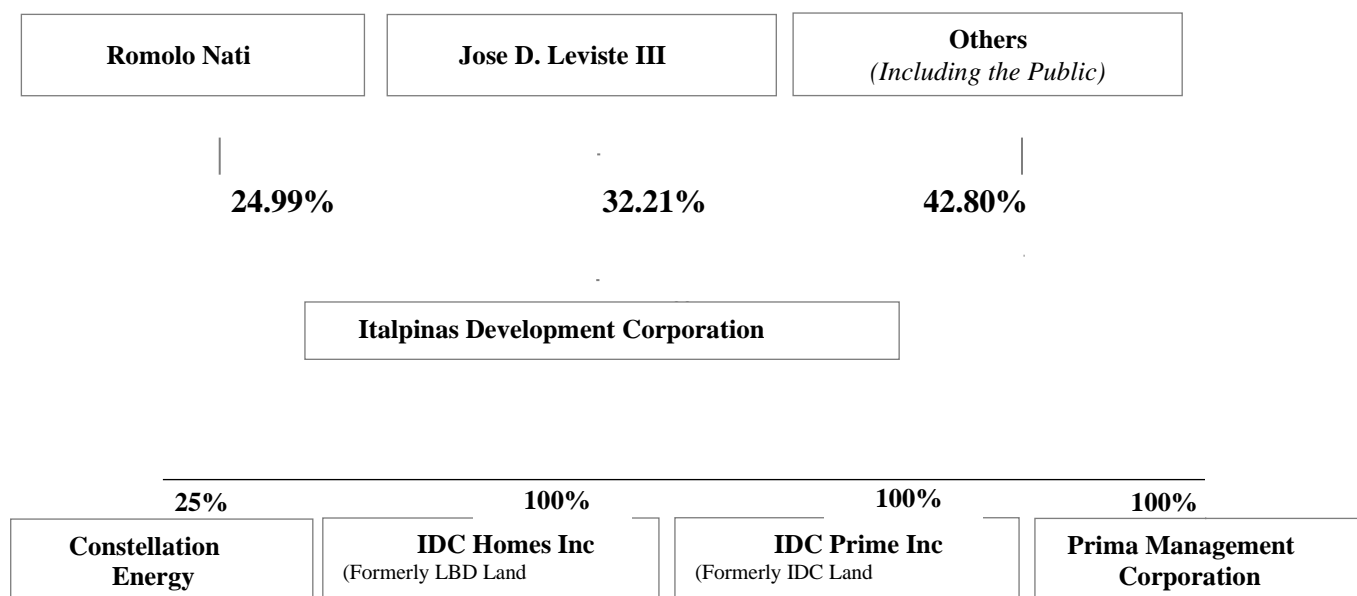 Romolo Nati
Jose D. Leviste III
Others
(Including the Public)
24.99%
32.21%
42.80%
Italpinas Development Corporation
25%
100%
100%
100%
Constellation
Energy
IDC Homes Inc
(Formerly LBD Land
IDC Prime Inc
(Formerly IDC Land
Prima Management
Corporation